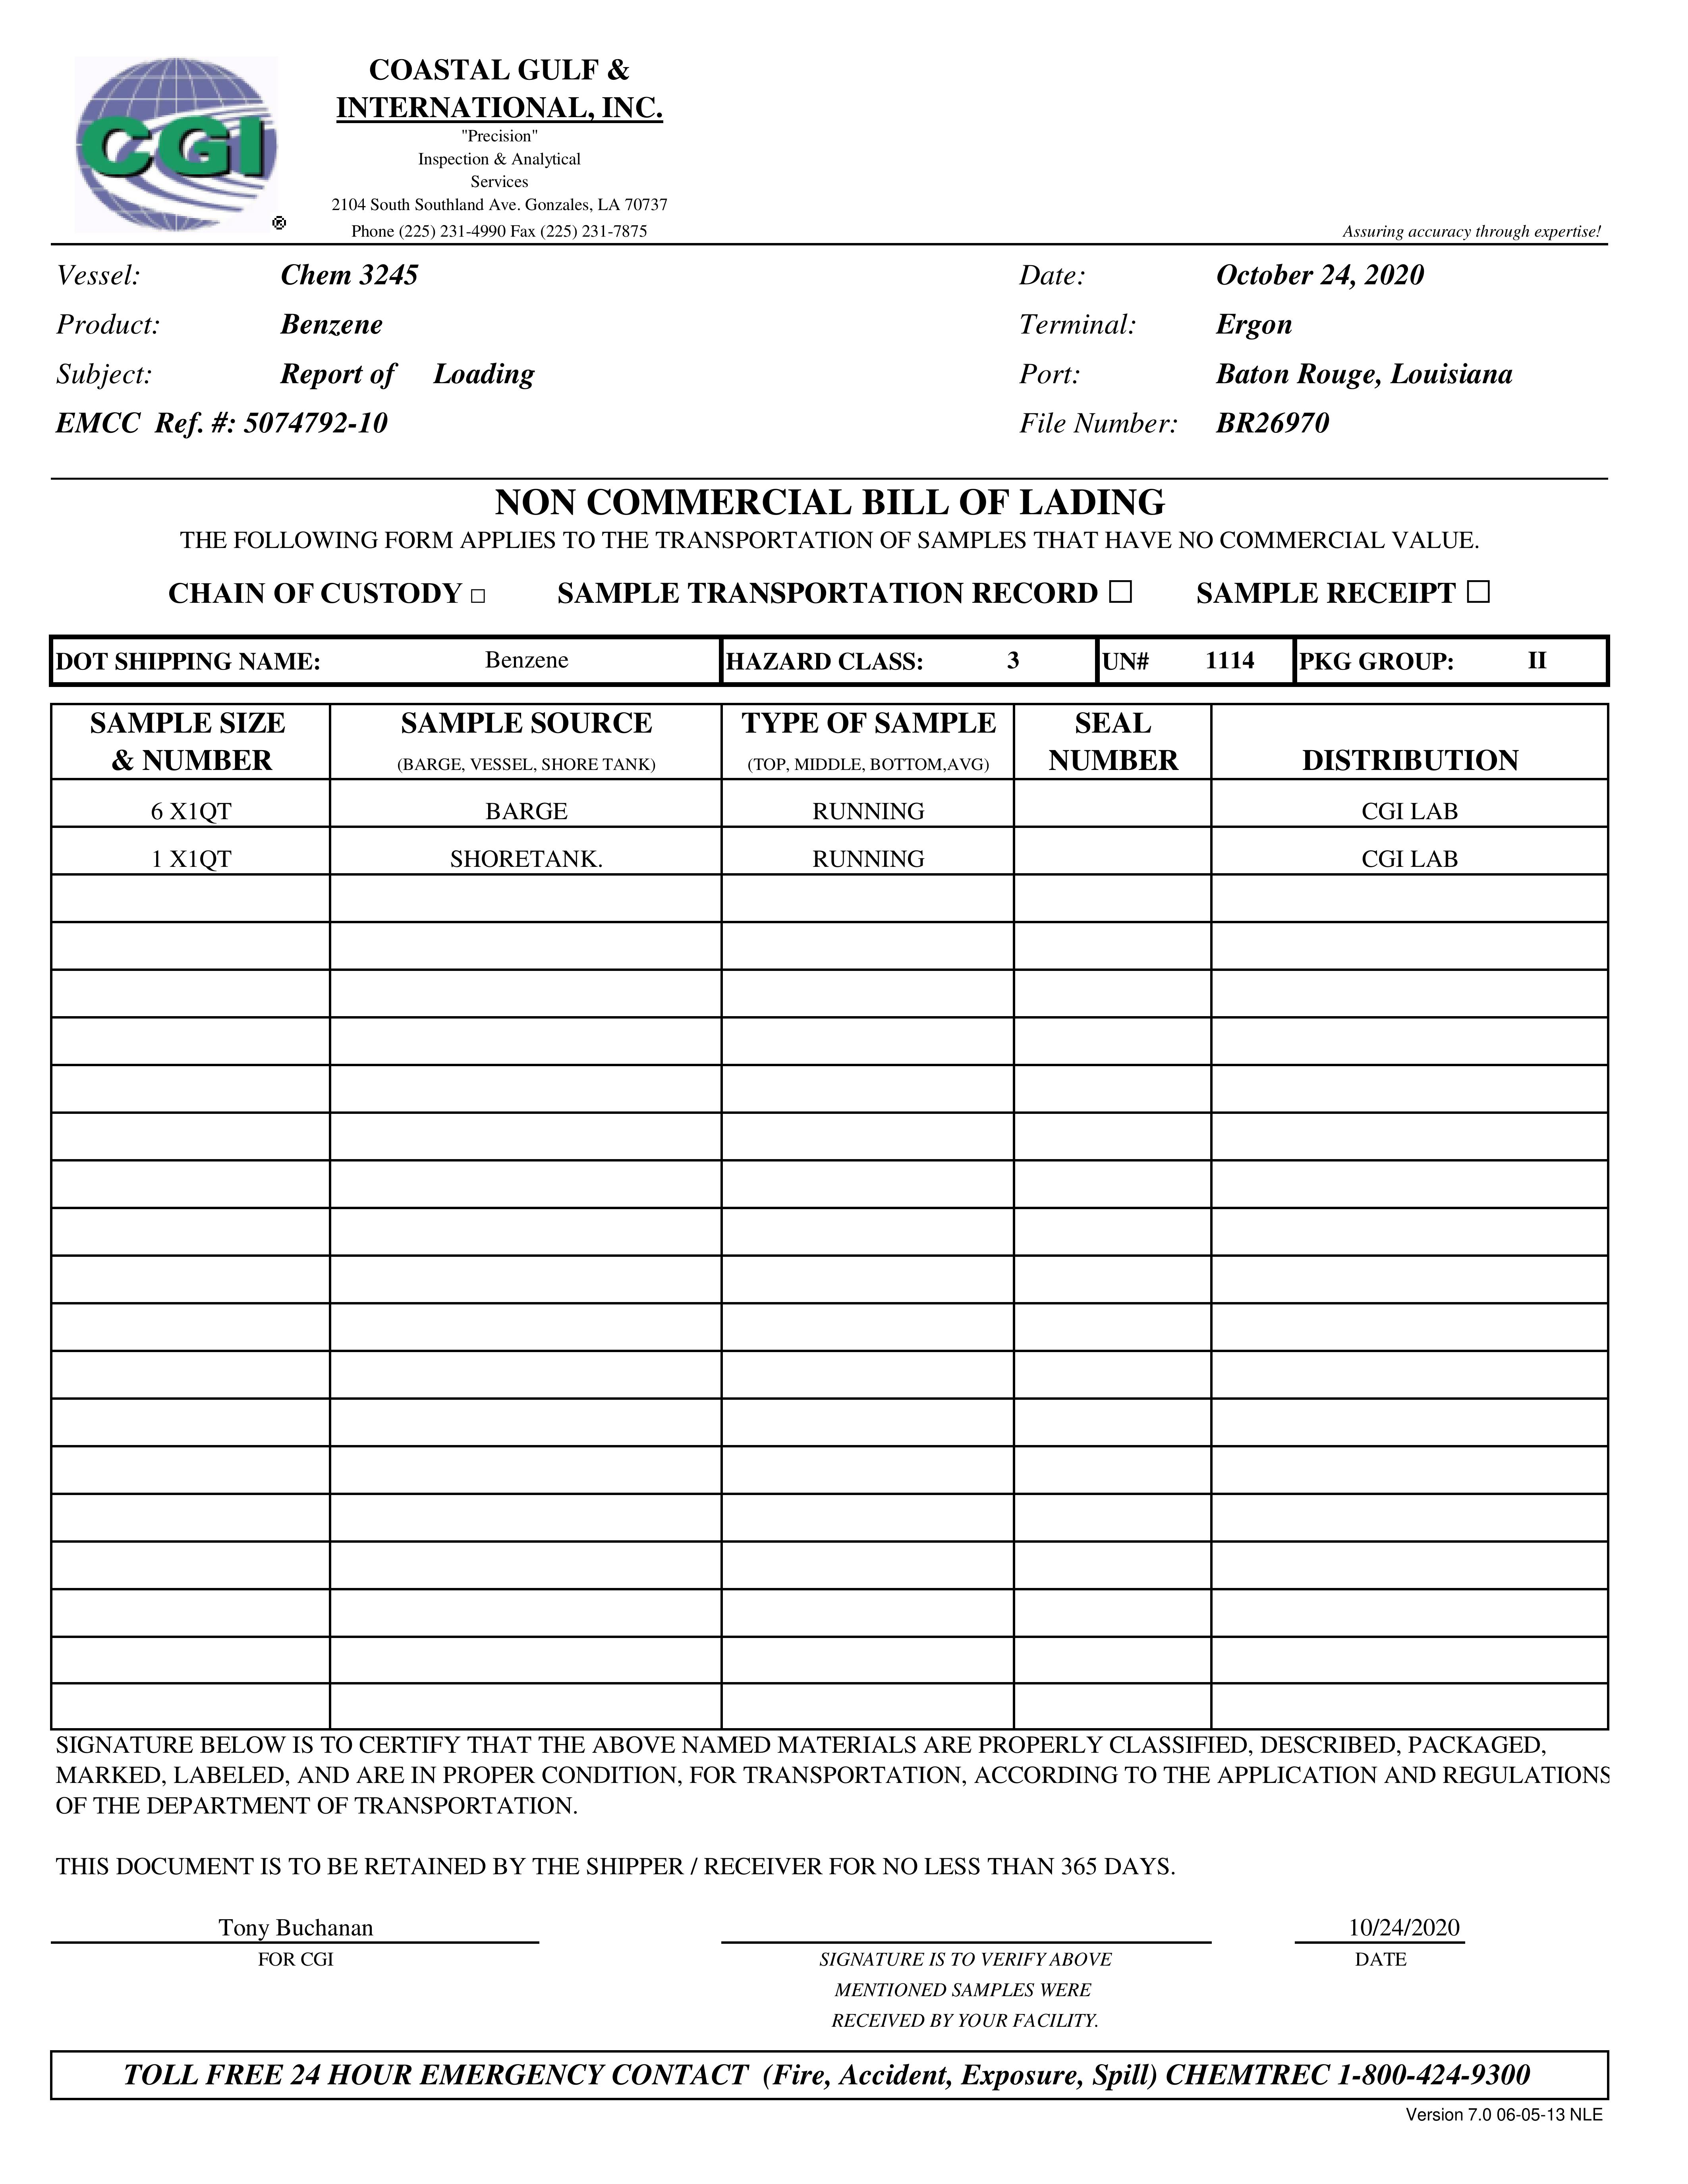 CGI
®
COASTAL GULF &
INTERNATIONAL, INC.
"Precision"
Inspection & Analytical
Services
2104 South Southland Ave. Gonzales, LA 70737
Phone (225) 231-4990 Fax (225) 231-7875
Assuring accuracy through expertise!
Vessel: Chem 3245 Date: October 24, 2020
Product: Benzene Terminal: Ergon
Subject: Report of Loading Port: Baton Rouge, Louisiana
EMCC Ref. #: 5074792-10 File Number: BR26970
NON COMMERCIAL BILL OF LADING
THE FOLLOWING FORM APPLIES TO THE TRANSPORTATION OF SAMPLES THAT HAVE NO COMMERCIAL VALUE.
CHAIN OF CUSTODY □ SAMPLE TRANSPORTATION RECORD □ SAMPLE RECEIPT □
DOT SHIPPING NAME: Benzene HAZARD CLASS: 3 UN# 1114 PKG GROUP: II
SAMPLE SIZE SAMPLE SOURCE TYPE OF SAMPLE SEAL
& NUMBER (BARGE, VESSEL, SHORE TANK) (TOP, MIDDLE, BOTTOM,AVG) NUMBER DISTRIBUTION
6 X1QT BARGE RUNNING CGI LAB
1 X1QT SHORETANK. RUNNING CGI LAB
SIGNATURE BELOW IS TO CERTIFY THAT THE ABOVE NAMED MATERIALS ARE PROPERLY CLASSIFIED, DESCRIBED, PACKAGED,
MARKED, LABELED, AND ARE IN PROPER CONDITION, FOR TRANSPORTATION, ACCORDING TO THE APPLICATION AND REGULATIONS
OF THE DEPARTMENT OF TRANSPORTATION.
THIS DOCUMENT IS TO BE RETAINED BY THE SHIPPER / RECEIVER FOR NO LESS THAN 365 DAYS.
Tony Buchanan 10/24/2020
FOR CGI SIGNATURE IS TO VERIFY ABOVE DATE
MENTIONED SAMPLES WERE
RECEIVED BY YOUR FACILITY.
TOLL FREE 24 HOUR EMERGENCY CONTACT (Fire, Accident, Exposure, Spill) CHEMTREC 1-800-424-9300
Version 7.0 06-05-13 NLE